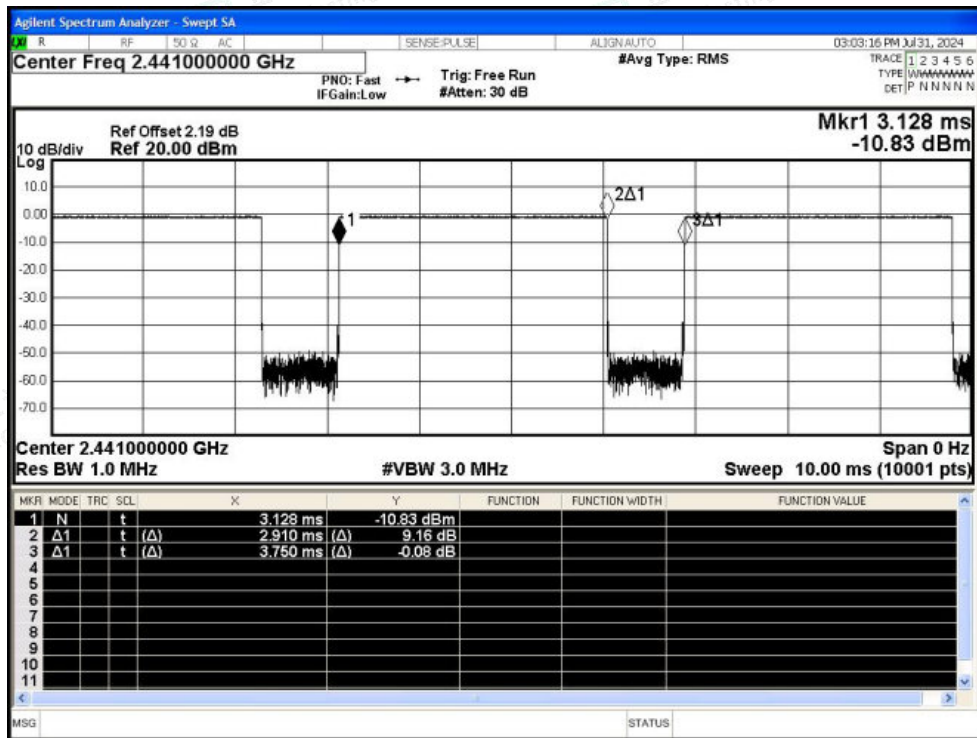 Agilent Spectrum Analyzer - Swept SA
LXI R RF 50 Ω AC SENSE:PULSE ALIGN AUTO 03:03:16 PM Jul 31, 2024
Center Freq 2.441000000 GHz #Avg Type: RMS TRACE 1 2 3 4 5 6
PNO: Fast Trig: Free Run TYPE WWWWWW
IFGain:Low #Atten: 30 dB DET P N N N N N
Mkr1 3.128 ms
Ref Offset 2.19 dB
10 dB/div Ref 20.00 dBm -10.83 dBm
Log
10.0
2Δ1
0.00
1 3Δ1
-10.0
-20.0
-30.0
-40.0
-50.0
-60.0
-70.0
Center 2.441000000 GHz Span 0 Hz
Res BW 1.0 MHz #VBW 3.0 MHz Sweep 10.00 ms (10001 pts)
MKR MODE TRC SCL X Y FUNCTION FUNCTION WIDTH FUNCTION VALUE
1 N t 3.128 ms -10.83 dBm
2 Δ1 t (Δ) 2.910 ms (Δ) 9.16 dB
3 Δ1 t (Δ) 3.750 ms (Δ) -0.08 dB
4
5
6
7
8
9
10
11
MSG STATUS